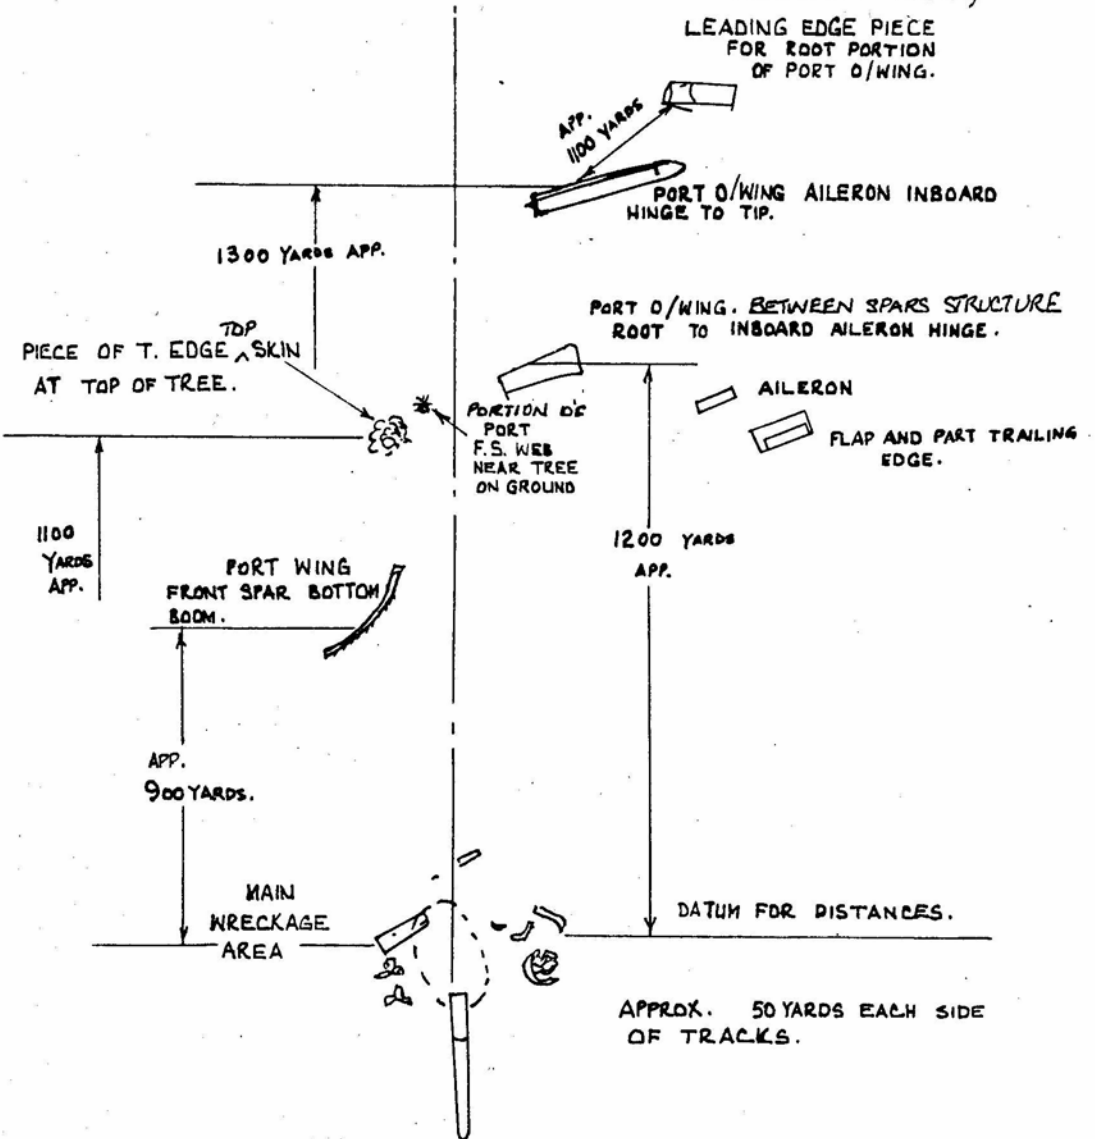 LEADING EDGE PIECE
FOR ROOT PORTION
OF PORT O/WING.
APP.
1100 YARDS
PORT O/WING AILERON INBOARD
HINGE TO TIP.
1300 YARDS APP.
PORT O/WING. BETWEEN SPARS STRUCTURE
ROOT TO INBOARD AILERON HINGE.
TOP
PIECE OF T. EDGE ^ SKIN
AT TOP OF TREE.
AILERON
PORTION OF
PORT
F.S. WEB
NEAR TREE
ON GROUND
FLAP AND PART TRAILING
EDGE.
1100
YARDS
APP.
1200 YARDS
APP.
PORT WING
FRONT SPAR BOTTOM
BOOM.
APP.
900 YARDS.
MAIN
WRECKAGE
AREA
DATUM FOR DISTANCES.
APPROX. 50 YARDS EACH SIDE
OF TRACKS.